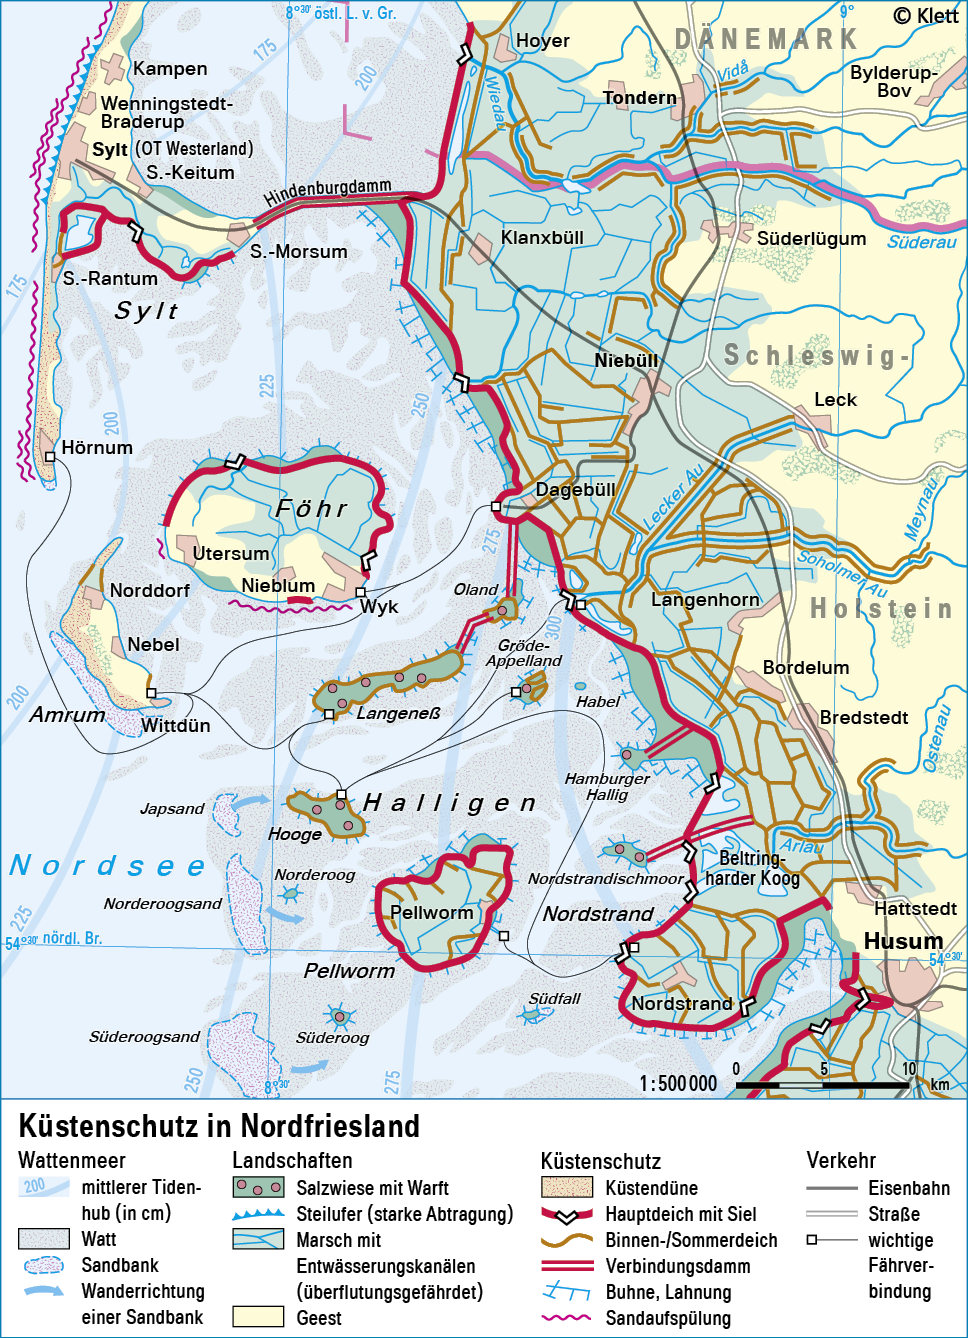 8°30' östl. L. v. Gr.
9°
© Klett
175
200
Hoyer
DÄNEMARK
Kampen
Vidå
Bylderup-
Bov
Wenningstedt-
Braderup
Wiedau
Tondern
Sylt (OT Westerland)
S.-Keitum
Hindenburgdamm
Klanxbüll
Süderlügum
Süderau
S.-Morsum
S.-Rantum
175
Sylt
Niebüll
Schleswig-
225
250
200
Leck
Hörnum
Föhr
Dagebüll
Lecker Au
Meynau
275
Utersum
Soholmer Au
Norddorf
Nieblum
Wyk
Oland
Langenhorn
Holstein
300
Nebel
Gröde-
Appelland
Bordelum
200
Habel
Amrum
Wittdün
Langeneß
Bredstedt
Ostenau
Hamburger
Hallig
Japsand
Halligen
Hooge
Arlau
Nordsee
Norderoog
Nordstrandischmoor
Beltring-
harder Koog
Norderoogsand
Pellworm
Nordstrand
Hattstedt
225
54°30' nördl. Br.
Husum
54°30'
Pellworm
Südfall
Nordstrand
Süderoogsand
Süderoog
250
8°30'
275
1:500 000
0 5 10 km
Küstenschutz in Nordfriesland
Wattenmeer
200
mittlerer Tiden-
hub (in cm)
Watt
Sandbank
Wanderrichtung
einer Sandbank
Landschaften
Salzwiese mit Warft
Steilufer (starke Abtragung)
Marsch mit
Entwässerungskanälen
(überflutungsgefährdet)
Geest
Küstenschutz
Küstendüne
Hauptdeich mit Siel
Binnen-/Sommerdeich
Verbindungsdamm
Buhne, Lahnung
Sandaufspülung
Verkehr
Eisenbahn
Straße
wichtige
Fährver-
bindung